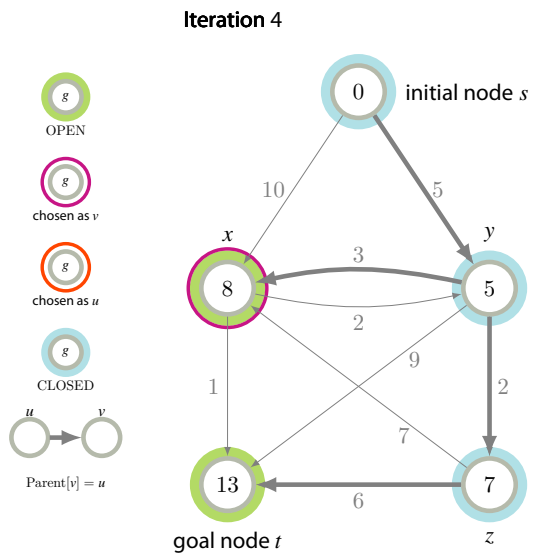 Iteration 4
g
OPEN
g
chosen as v
g
chosen as u
g
CLOSED
u v
Parent[v] = u
0 initial node s
10 5
x y
3
8 5
2
9
1 2
7
13 7
6
goal node t z